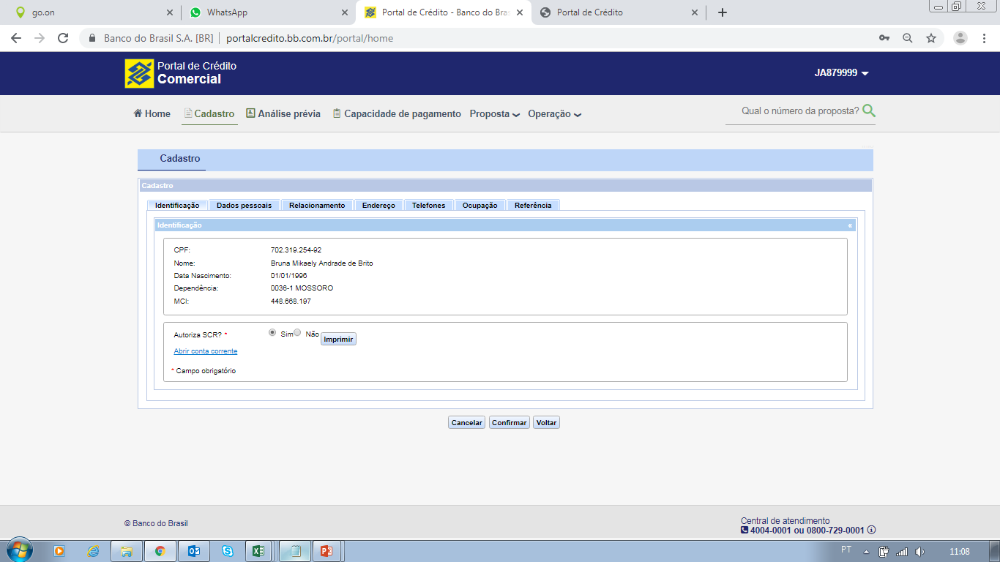 go.on
WhatsApp
Portal de Crédito - Banco do Bras
Portal de Crédito
Banco do Brasil S.A. [BR] portalcredito.bb.com.br/portal/home
Portal de Crédito
Comercial
JA879999
Home Cadastro Análise prévia Capacidade de pagamento Proposta Operação
Qual o número da proposta?
Cadastro
Cadastro
Identificação Dados pessoais Relacionamento Endereço Telefones Ocupação Referência
Identificação «
CPF: 702.319.254-92
Nome: Bruna Mikaely Andrade de Brito
Data Nascimento: 01/01/1996
Dependência: 0036-1 MOSSORO
MCI: 448.668.197
Autoriza SCR? * Sim Não Imprimir
Abrir conta corrente
* Campo obrigatório
Cancelar Confirmar Voltar
© Banco do Brasil
Central de atendimento
4004-0001 ou 0800-729-0001
PT 11:08